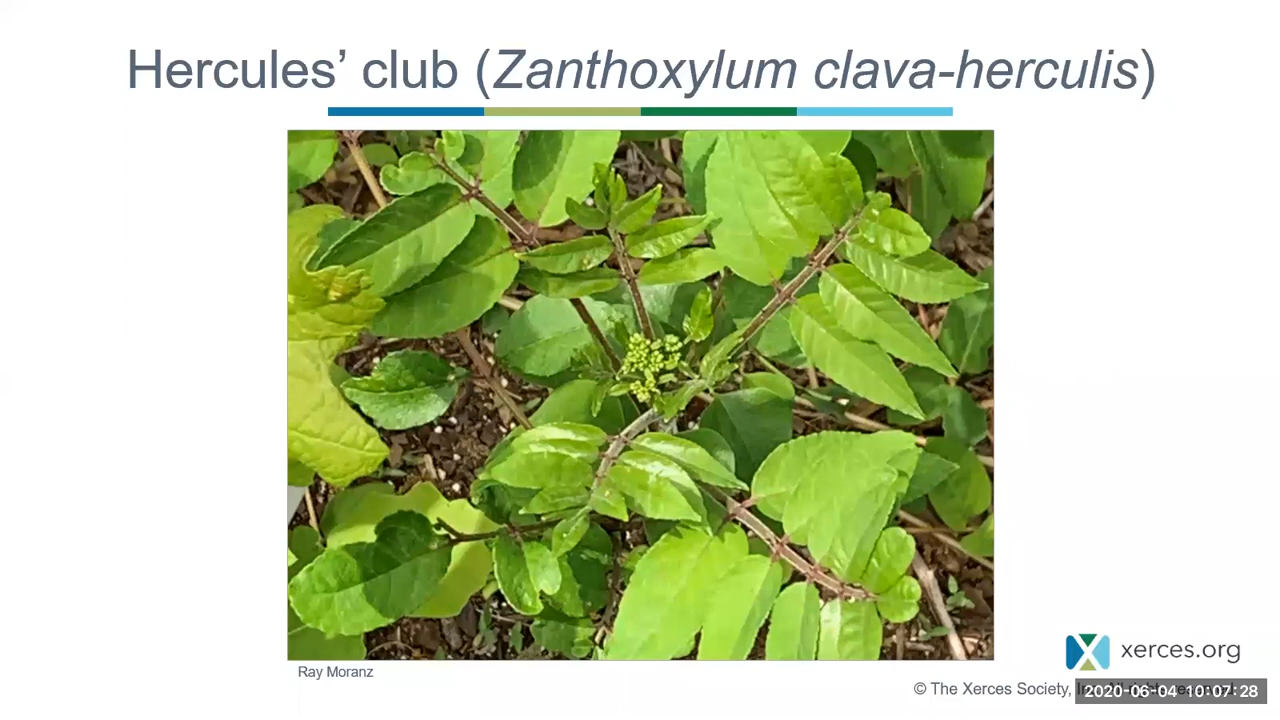 Hercules’ club (Zanthoxylum clava-herculis)
Ray Moranz
xerces.org
© The Xerces Society, 
2020-06-04 10:07:28